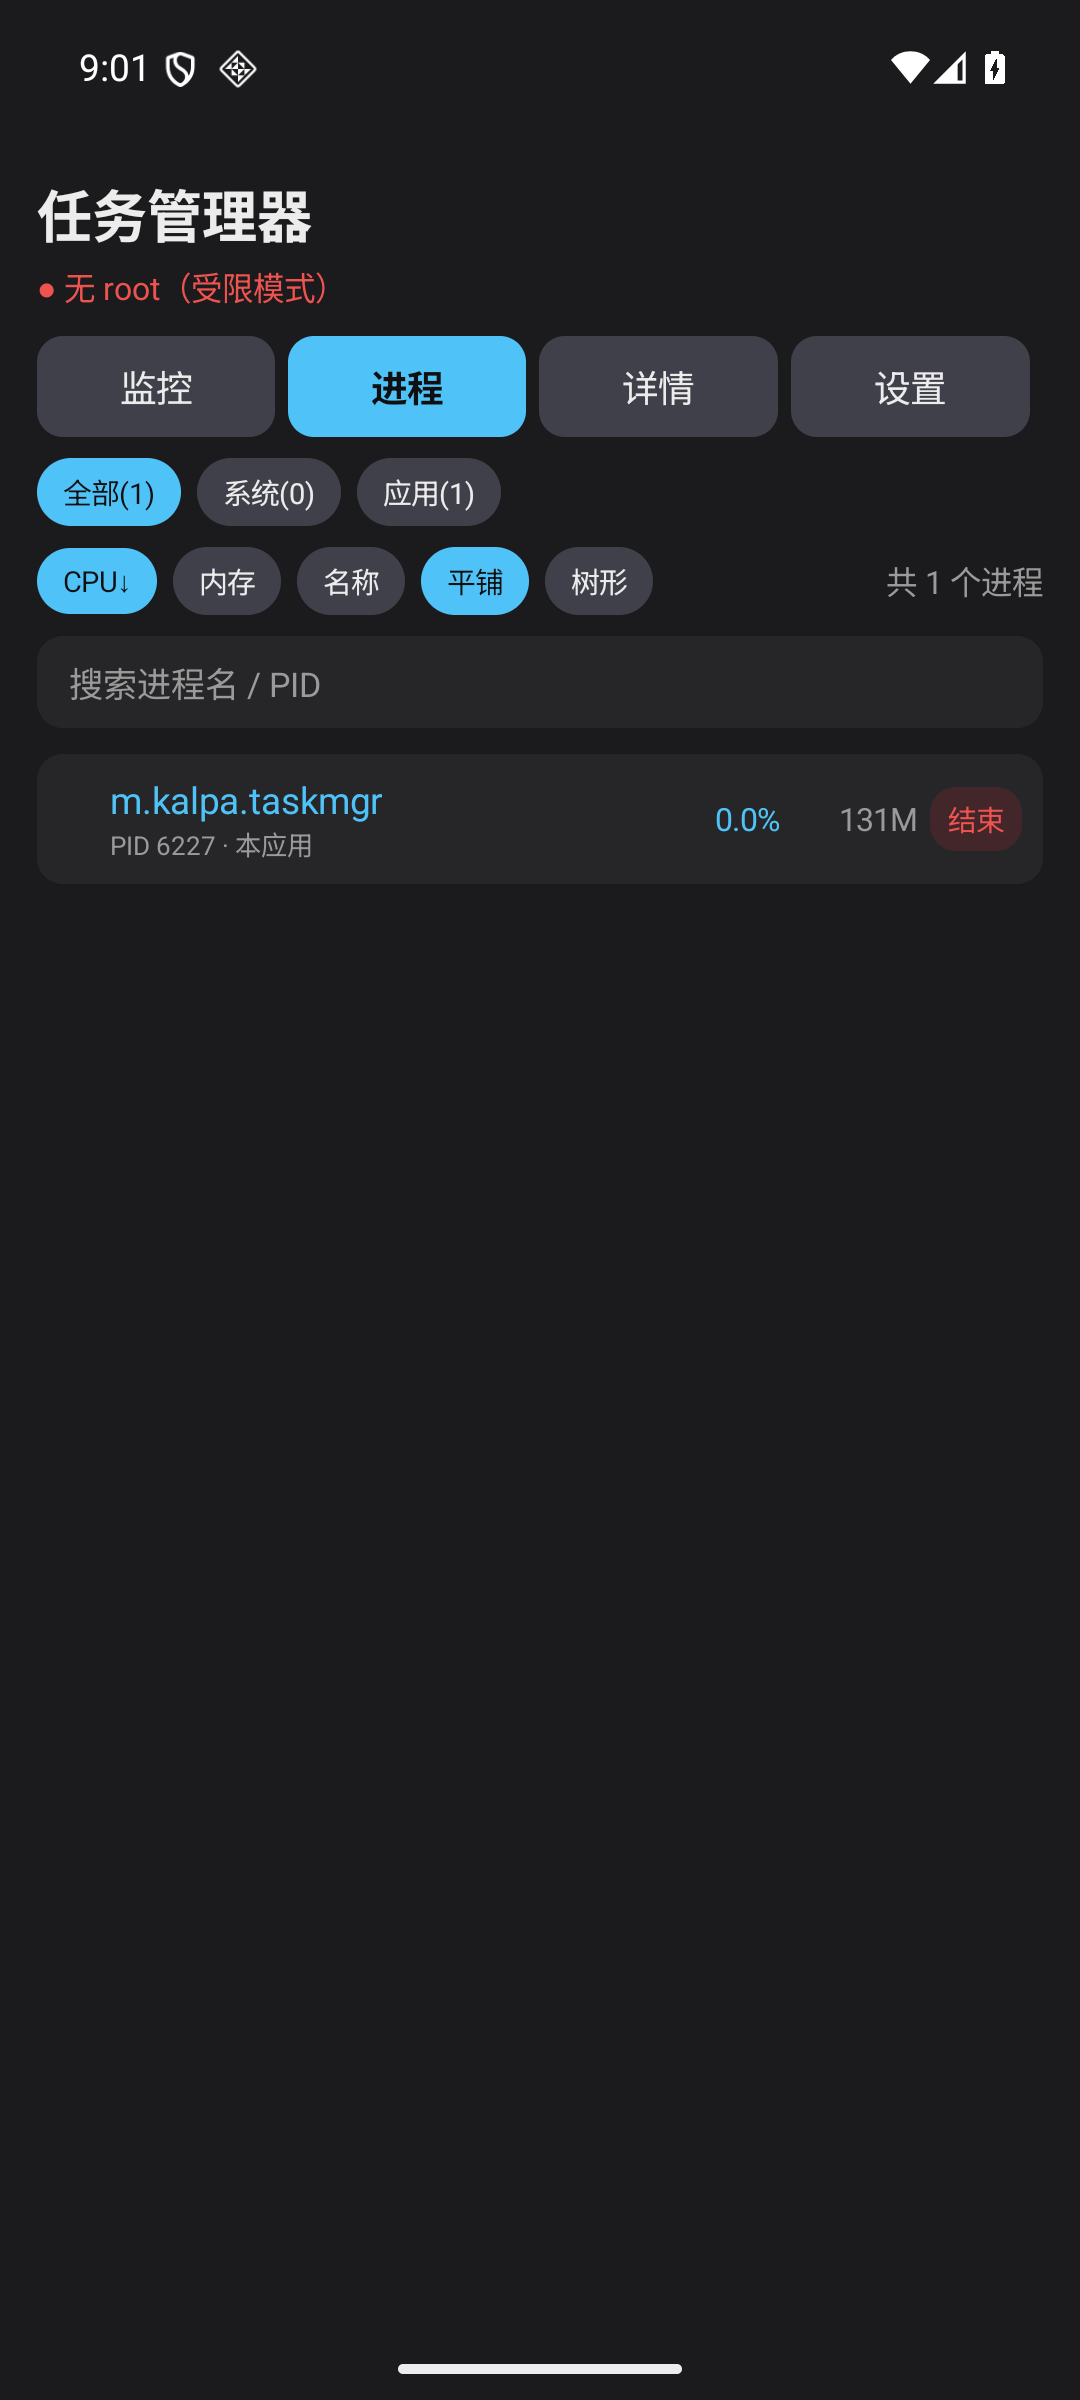 9:01
任务管理器
● 无 root（受限模式）
监控 进程 详情 设置
全部(1) 系统(0) 应用(1)
CPU↓ 内存 名称 平铺 树形 共 1 个进程
搜索进程名 / PID
m.kalpa.taskmgr 0.0% 131M 结束
PID 6227 · 本应用